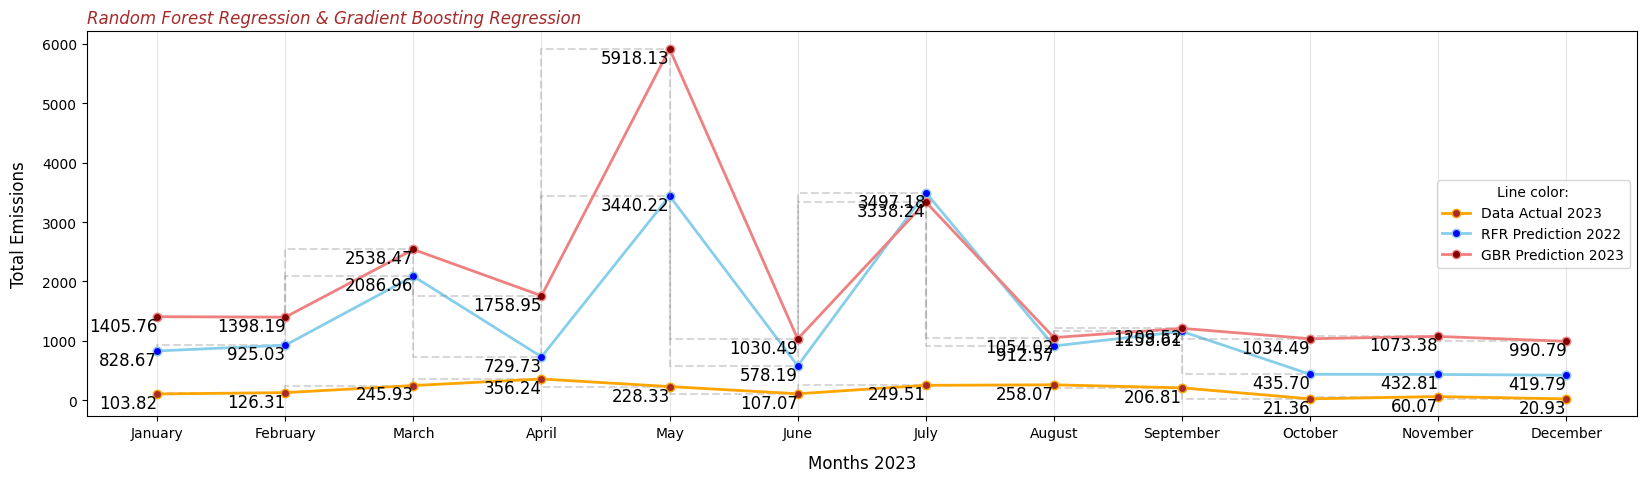 Random Forest Regression & Gradient Boosting Regression
6000
5000
4000
3000
2000
1000
0
Total Emissions
5918.13
3440.22
3497.18
3338.24
2538.47
2086.96
1758.95
1405.76
1398.19
828.67
925.03
729.73
1030.49
578.19
1054.02
912.57
1209.52
1034.49
1073.38
990.79
435.70
432.81
419.79
103.82
126.31
245.93
356.24
228.33
107.07
249.51
258.07
206.81
21.36
60.07
20.93
Line color:
Data Actual 2023
RFR Prediction 2022
GBR Prediction 2023
January
February
March
April
May
June
July
August
September
October
November
December
Months 2023